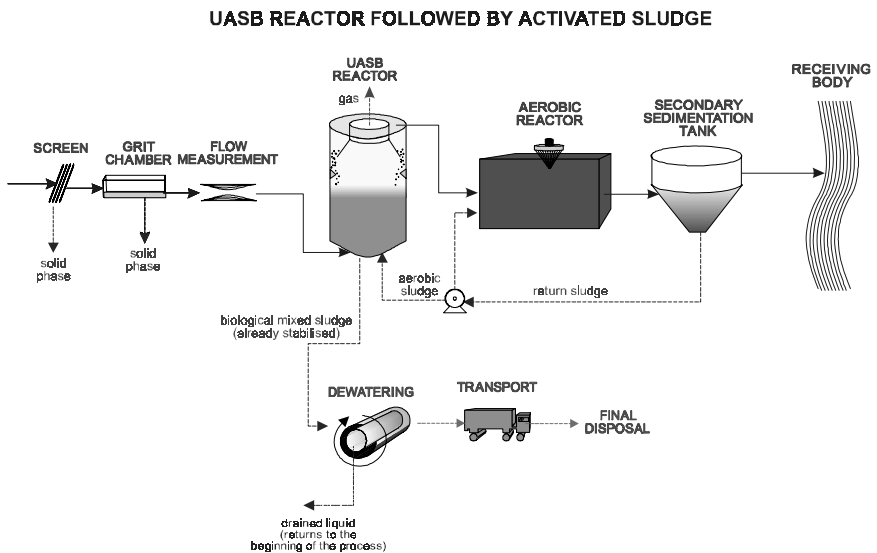 UASB REACTOR FOLLOWED BY ACTIVATED SLUDGE
UASB
REACTOR
gas
RECEIVING
BODY
AEROBIC
REACTOR
SECONDARY
SEDIMENTATION
TANK
SCREEN
GRIT
CHAMBER
FLOW
MEASUREMENT
solid
phase
solid
phase
aerobic
sludge
return sludge
biological mixed sludge
(already stabilised)
DEWATERING
TRANSPORT
FINAL
DISPOSAL
drained liquid
(returns to the
beginning of the process)